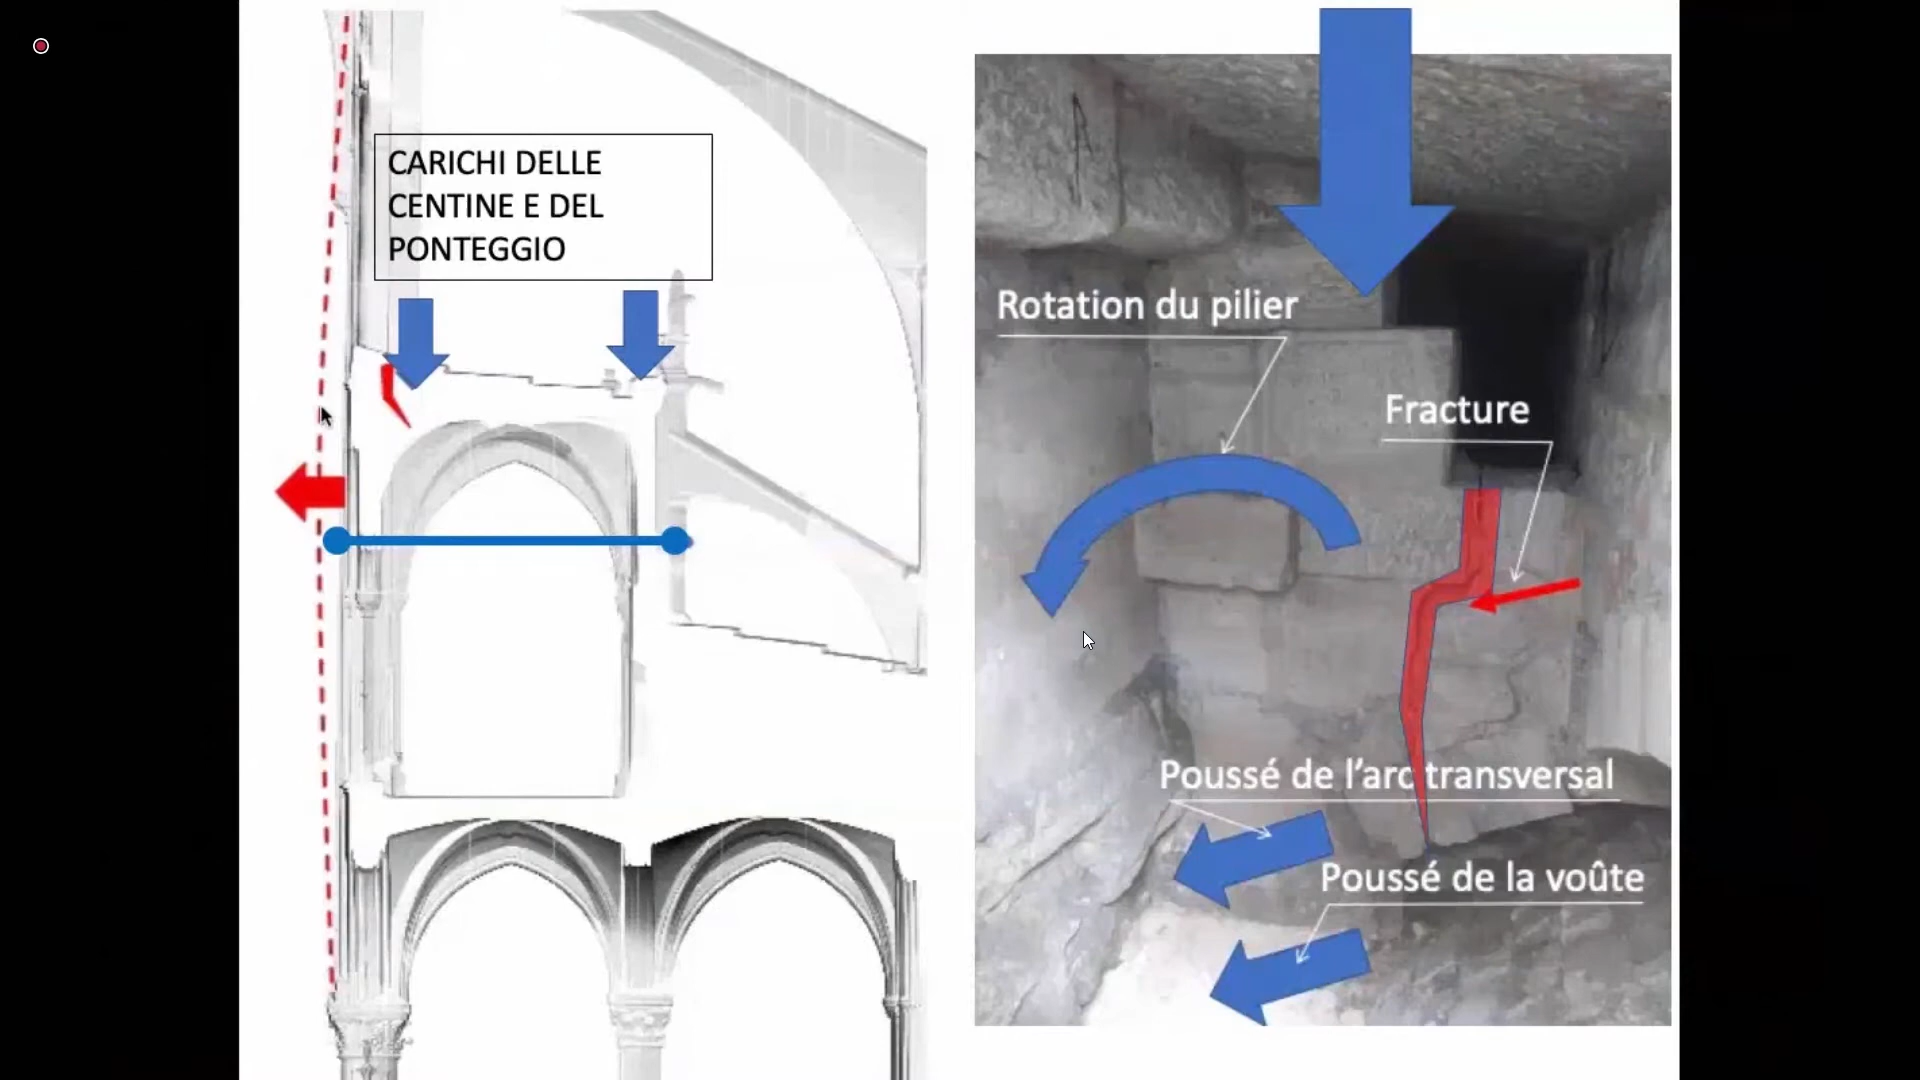 CARICHI DELLE
CENTINE E DEL
PONTEGGIO
Rotation du pilier
Fracture
Poussé de l'arc transversal
Poussé de la voûte